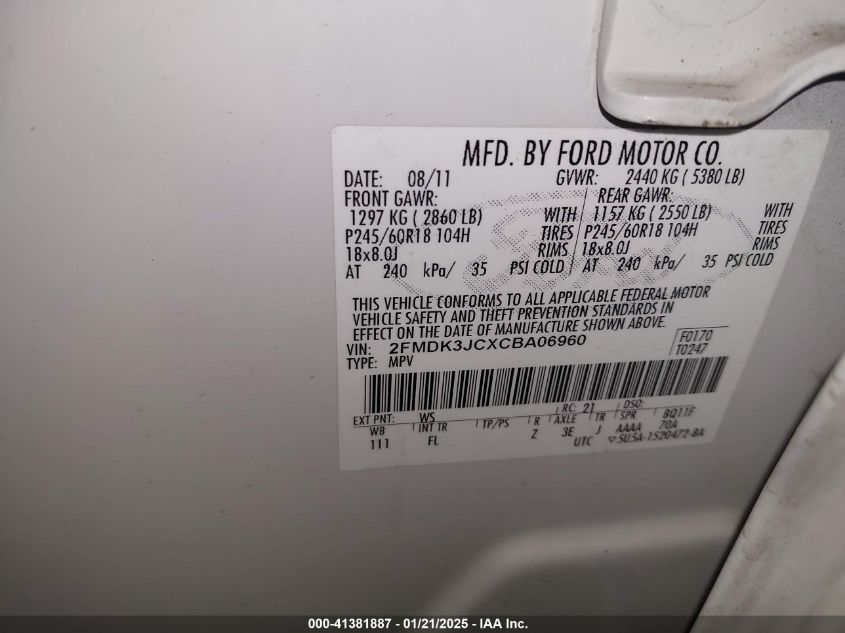 MFD. BY FORD MOTOR CO.
DATE: 08/11 GVWR: 2440 KG ( 5380 LB)
FRONT GAWR: REAR GAWR:
1297 KG ( 2860 LB) WITH 1157 KG ( 2550 LB) WITH
P245/60R18 104H TIRES P245/60R18 104H TIRES
18x8.0J RIMS 18x8.0J RIMS
AT 240 kPa/ 35 PSI COLD AT 240 kPa/ 35 PSI COLD
THIS VEHICLE CONFORMS TO ALL APPLICABLE FEDERAL MOTOR
VEHICLE SAFETY AND THEFT PREVENTION STANDARDS IN
EFFECT ON THE DATE OF MANUFACTURE SHOWN ABOVE.
VIN: 2FMDK3JCXCBA06960 F0170
TYPE: MPV T0247
EXT PNT: WS RC: 21 DSO:
WB INT TR TP/PS R AXLE TR SPR BQ11F
111 FL Z 3E J AAAA 70A
UTC 5U5A-1520472-BA
000-41381887 - 01/21/2025 - IAA Inc.